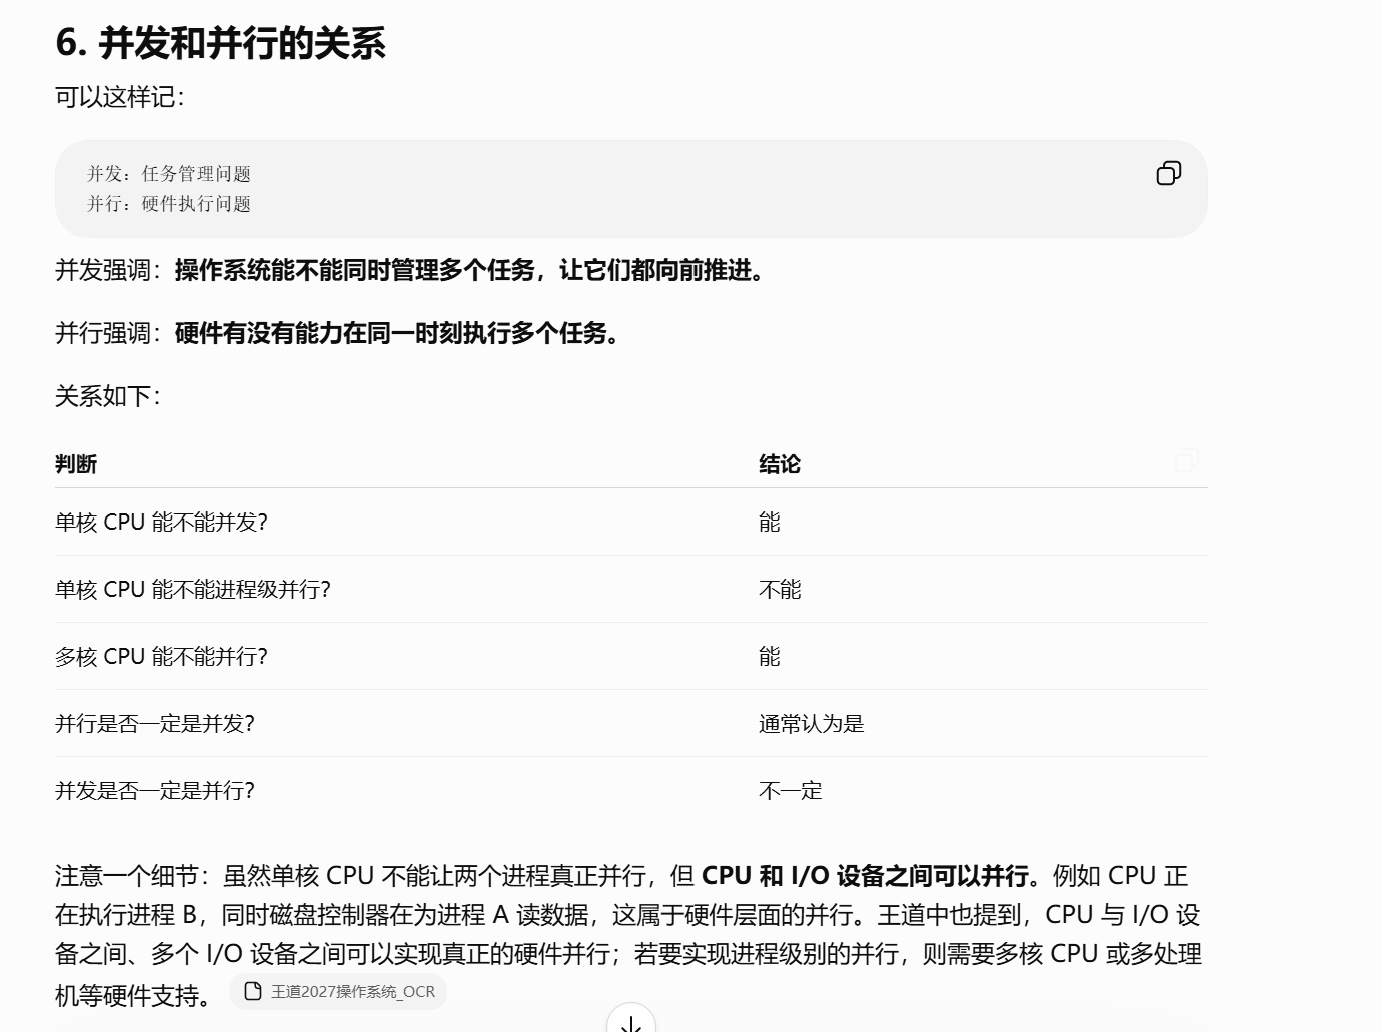 6. 并发和并行的关系
可以这样记：
并发：任务管理问题
并行：硬件执行问题
并发强调：操作系统能不能同时管理多个任务，让它们都向前推进。
并行强调：硬件有没有能力在同一时刻执行多个任务。
关系如下：
判断 结论
单核 CPU 能不能并发？ 能
单核 CPU 能不能进程级并行？ 不能
多核 CPU 能不能并行？ 能
并行是否一定是并发？ 通常认为是
并发是否一定是并行？ 不一定
注意一个细节：虽然单核 CPU 不能让两个进程真正并行，但 CPU 和 I/O 设备之间可以并行。例如 CPU 正
在执行进程 B，同时磁盘控制器在为进程 A 读数据，这属于硬件层面的并行。王道中也提到，CPU 与 I/O 设
备之间、多个 I/O 设备之间可以实现真正的硬件并行；若要实现进程级别的并行，则需要多核 CPU 或多处理
机等硬件支持。 王道2027操作系统_OCR